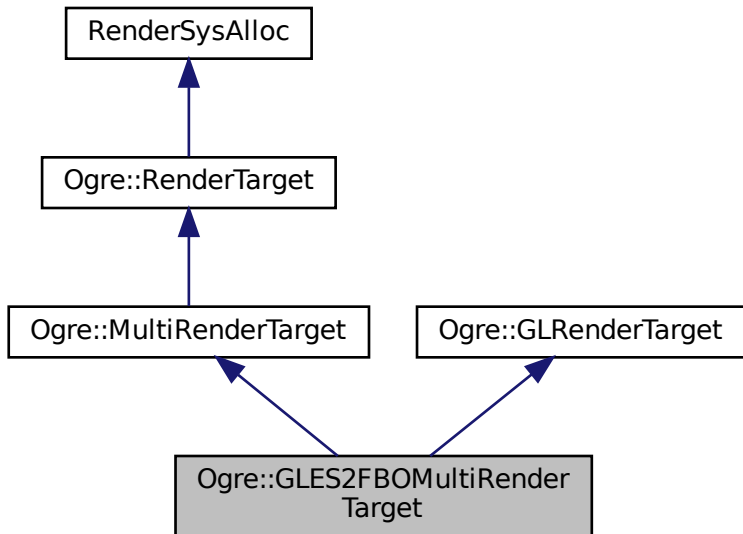 RenderSysAlloc
Ogre::RenderTarget
Ogre::MultiRenderTarget
Ogre::GLRenderTarget
Ogre::GLES2FBOMultiRender
Target